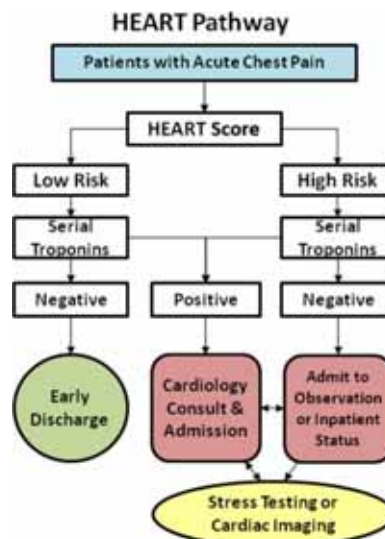 HEART Pathway
Patients with Acute Chest Pain
HEART Score
Low Risk
High Risk
Serial
Troponins
Serial
Troponins
Negative
Positive
Negative
Early
Discharge
Cardiology
Consult &
Admission
Admit to
Observation
or Inpatient
Status
Stress Testing or
Cardiac Imaging